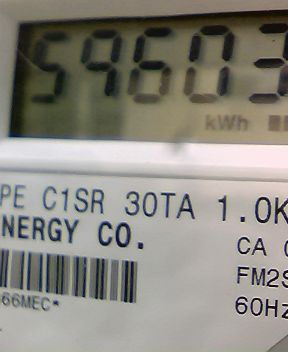 59603
kWh
PE C1SR 30TA 1.0K
NERGY CO.
CA
FM2S
66MEC*
60Hz